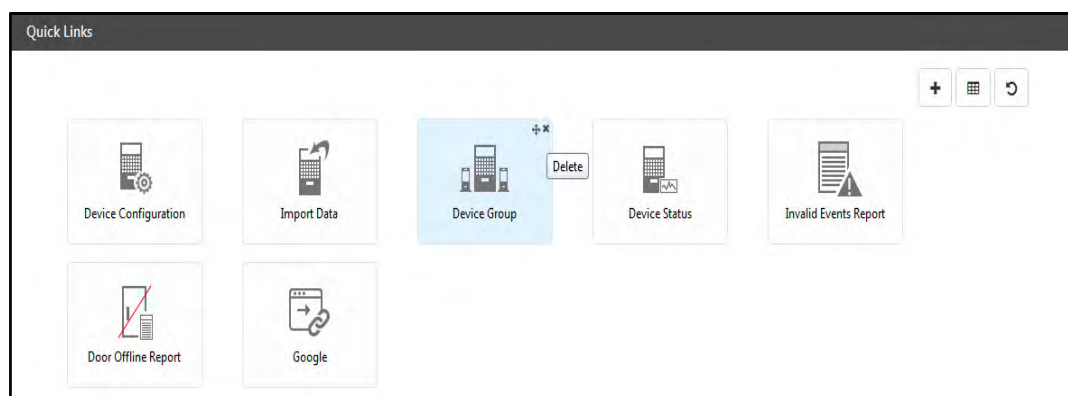 Quick Links
Delete
Device Configuration
Import Data
Device Group
Device Status
Invalid Events Report
Door Offline Report
Google